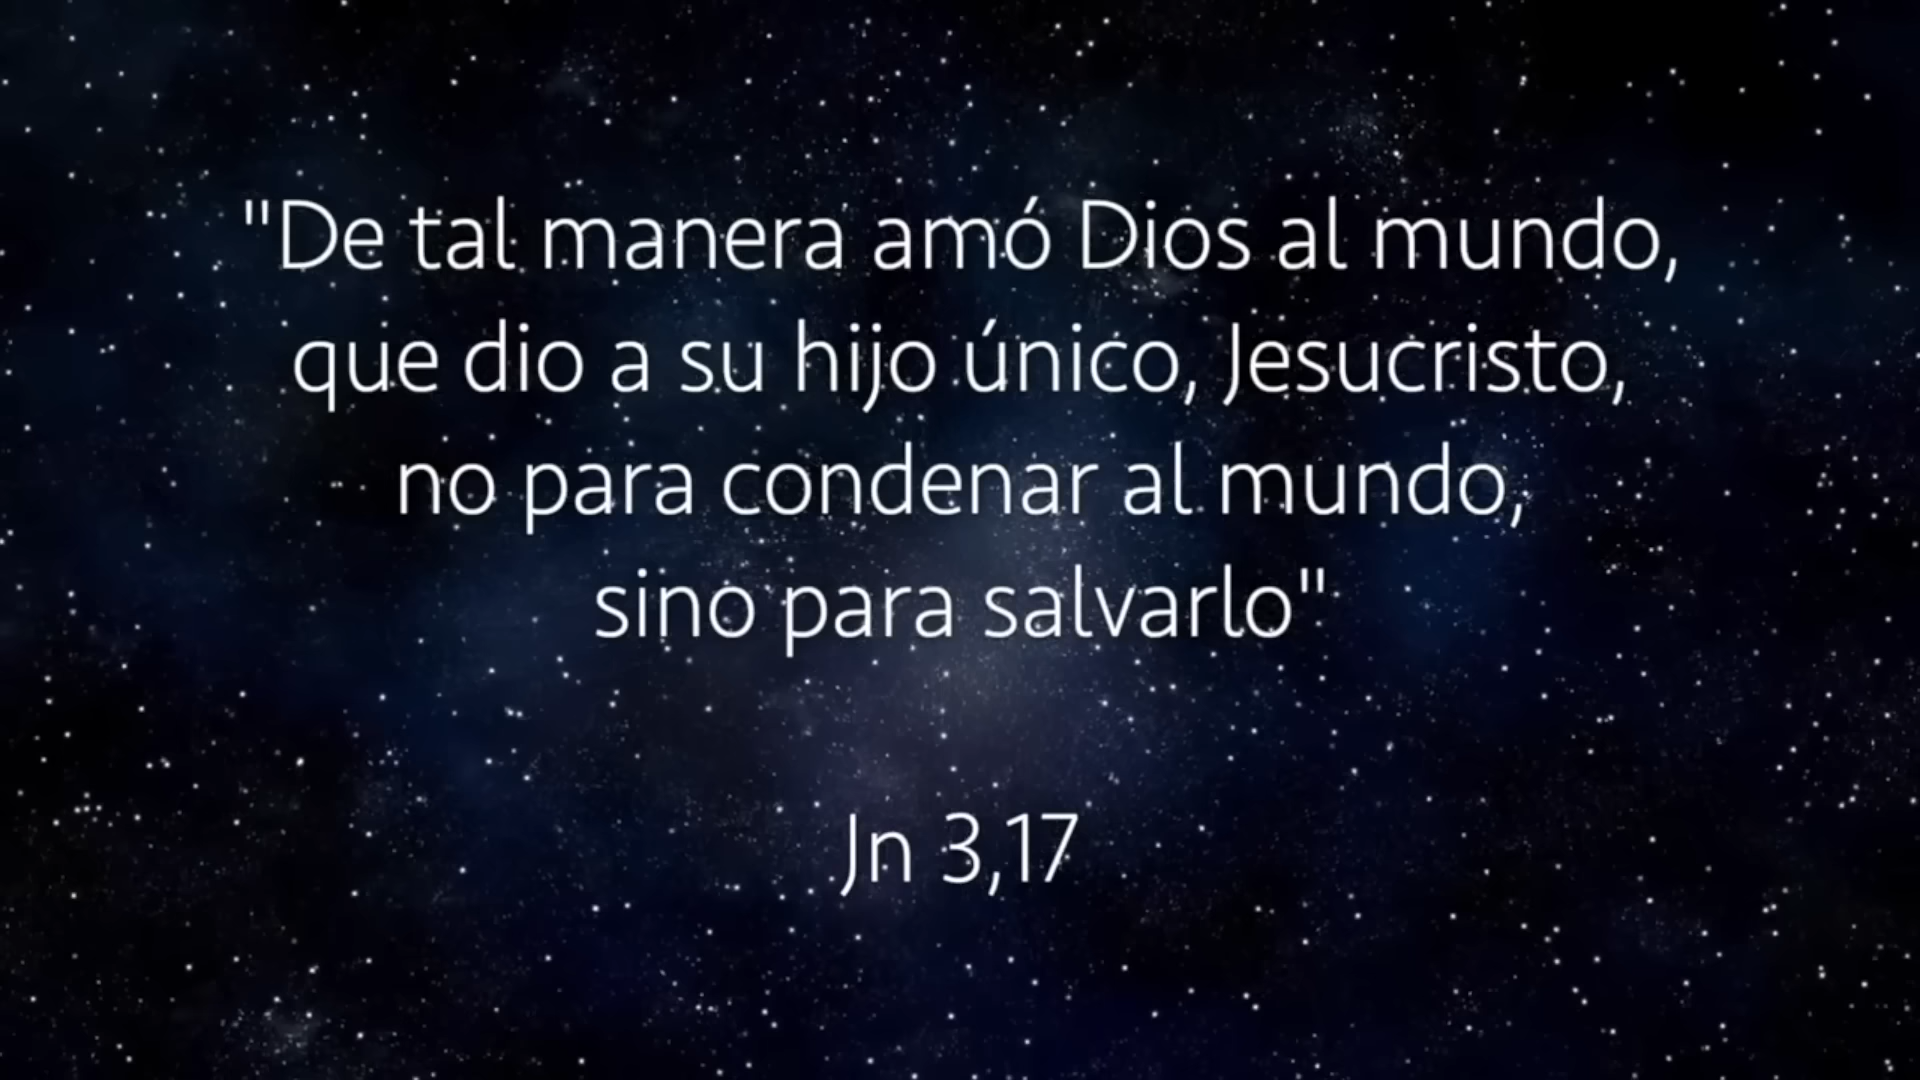 "De tal manera amó Dios al mundo,
que dio a su hijo único, Jesucristo,
no para condenar al mundo,
sino para salvarlo"
Jn 3,17